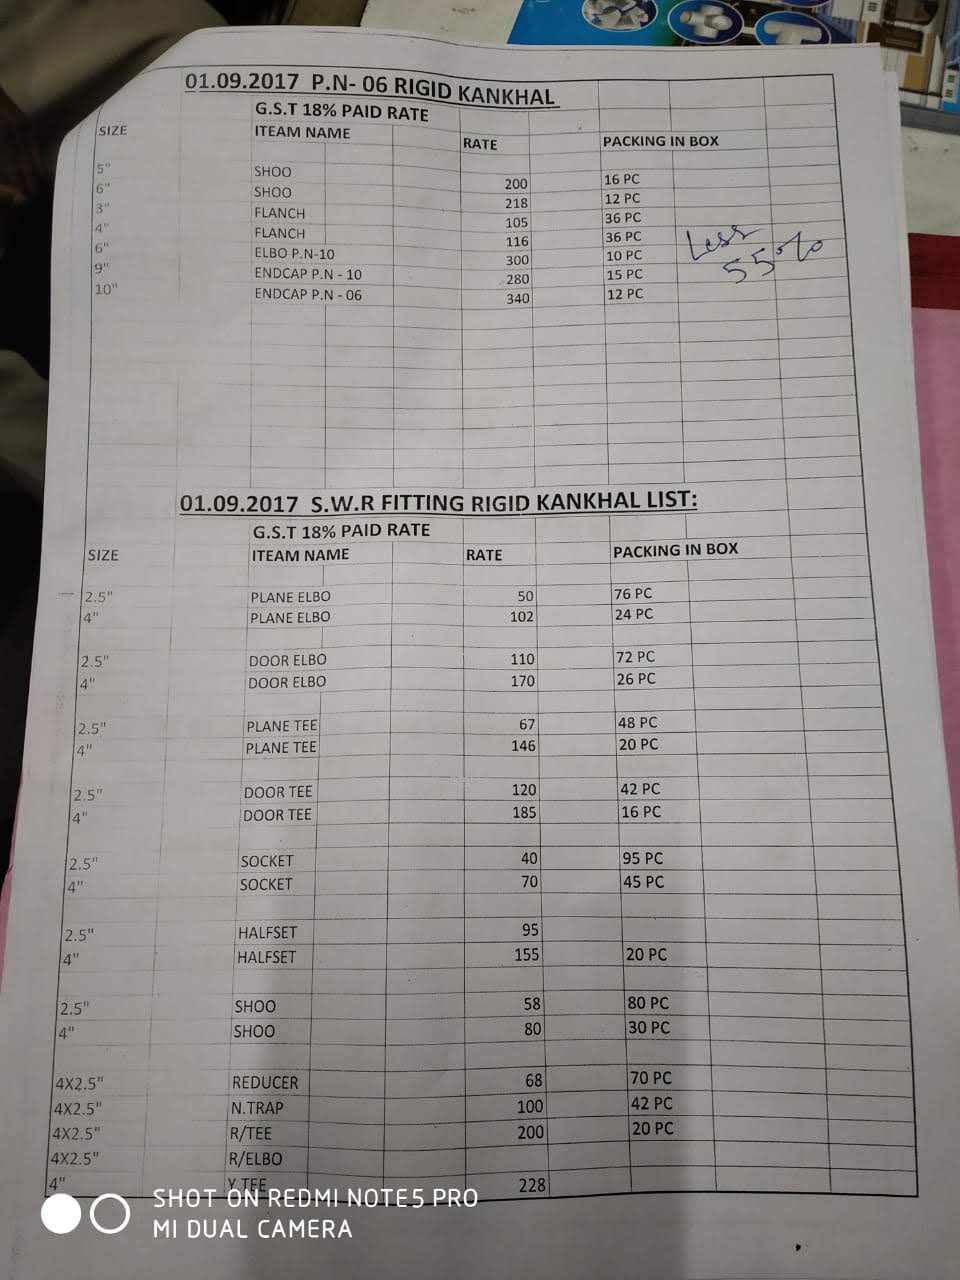 01.09.2017 P.N- 06 RIGID KANKHAL
G.S.T 18% PAID RATE
SIZE ITEAM NAME RATE PACKING IN BOX
5" SHOO 200 16 PC
6" SHOO 218 12 PC
3" FLANCH 105 36 PC
4" FLANCH 116 36 PC
6" ELBO P.N-10 300 10 PC
9" ENDCAP P.N - 10 280 15 PC
10" ENDCAP P.N - 06 340 12 PC
Less
55%
01.09.2017 S.W.R FITTING RIGID KANKHAL LIST:
G.S.T 18% PAID RATE
SIZE ITEAM NAME RATE PACKING IN BOX
2.5" PLANE ELBO 50 76 PC
4" PLANE ELBO 102 24 PC
2.5" DOOR ELBO 110 72 PC
4" DOOR ELBO 170 26 PC
2.5" PLANE TEE 67 48 PC
4" PLANE TEE 146 20 PC
2.5" DOOR TEE 120 42 PC
4" DOOR TEE 185 16 PC
2.5" SOCKET 40 95 PC
4" SOCKET 70 45 PC
2.5" HALFSET 95
4" HALFSET 155 20 PC
2.5" SHOO 58 80 PC
4" SHOO 80 30 PC
4X2.5" REDUCER 68 70 PC
4X2.5" N.TRAP 100 42 PC
4X2.5" R/TEE 200 20 PC
4X2.5" R/ELBO
4" Y.TEE 228
SHOT ON REDMI NOTE5 PRO
MI DUAL CAMERA